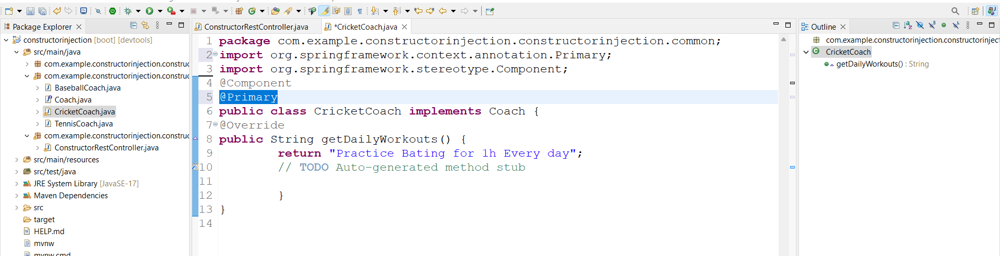 Package Explorer
constructorinjection [boot] [devtools]
src/main/java
com.example.constructorinjection.construc
com.example.constructorinjection.construc
BaseballCoach.java
Coach.java
CricketCoach.java
TennisCoach.java
com.example.constructorinjection.construc
ConstructorRestController.java
src/main/resources
src/test/java
JRE System Library [JavaSE-17]
Maven Dependencies
src
target
HELP.md
mvnw
mvnw.cmd
ConstructorRestController.java
*CricketCoach.java
1 package com.example.constructorinjection.constructorinjection.common;
2 import org.springframework.context.annotation.Primary;
3 import org.springframework.stereotype.Component;
4 @Component
5 @Primary
6 public class CricketCoach implements Coach {
7 @Override
8 public String getDailyWorkouts() {
9 return "Practice Bating for 1h Every day";
10 // TODO Auto-generated method stub
11
12 }
13 }
14
Outline
com.example.constructorinjection.constructorinject
CricketCoach
getDailyWorkouts() : String